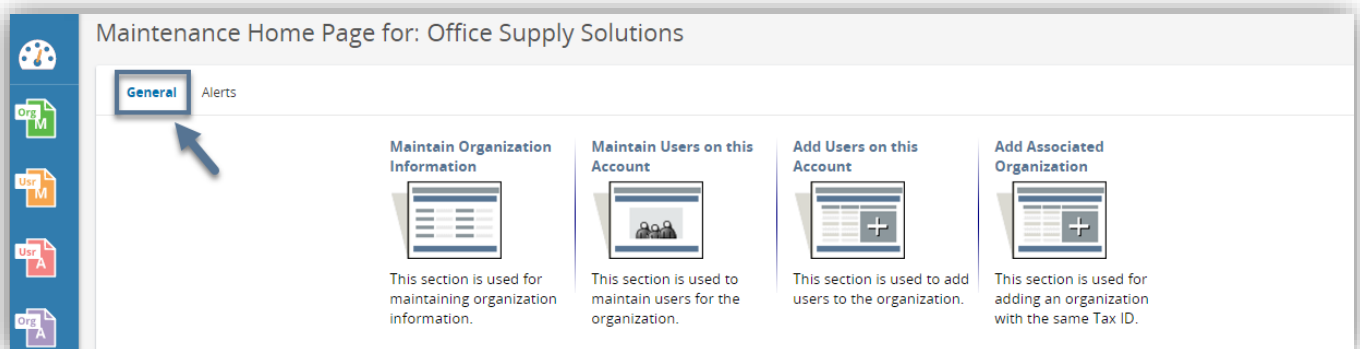 Maintenance Home Page for: Office Supply Solutions
General
Alerts
Org
M
Usr
M
Usr
A
Org
A
Maintain Organization
Information
This section is used for
maintaining organization
information.
Maintain Users on this
Account
This section is used to
maintain users for the
organization.
Add Users on this
Account
This section is used to add
users to the organization.
Add Associated
Organization
This section is used for
adding an organization
with the same Tax ID.